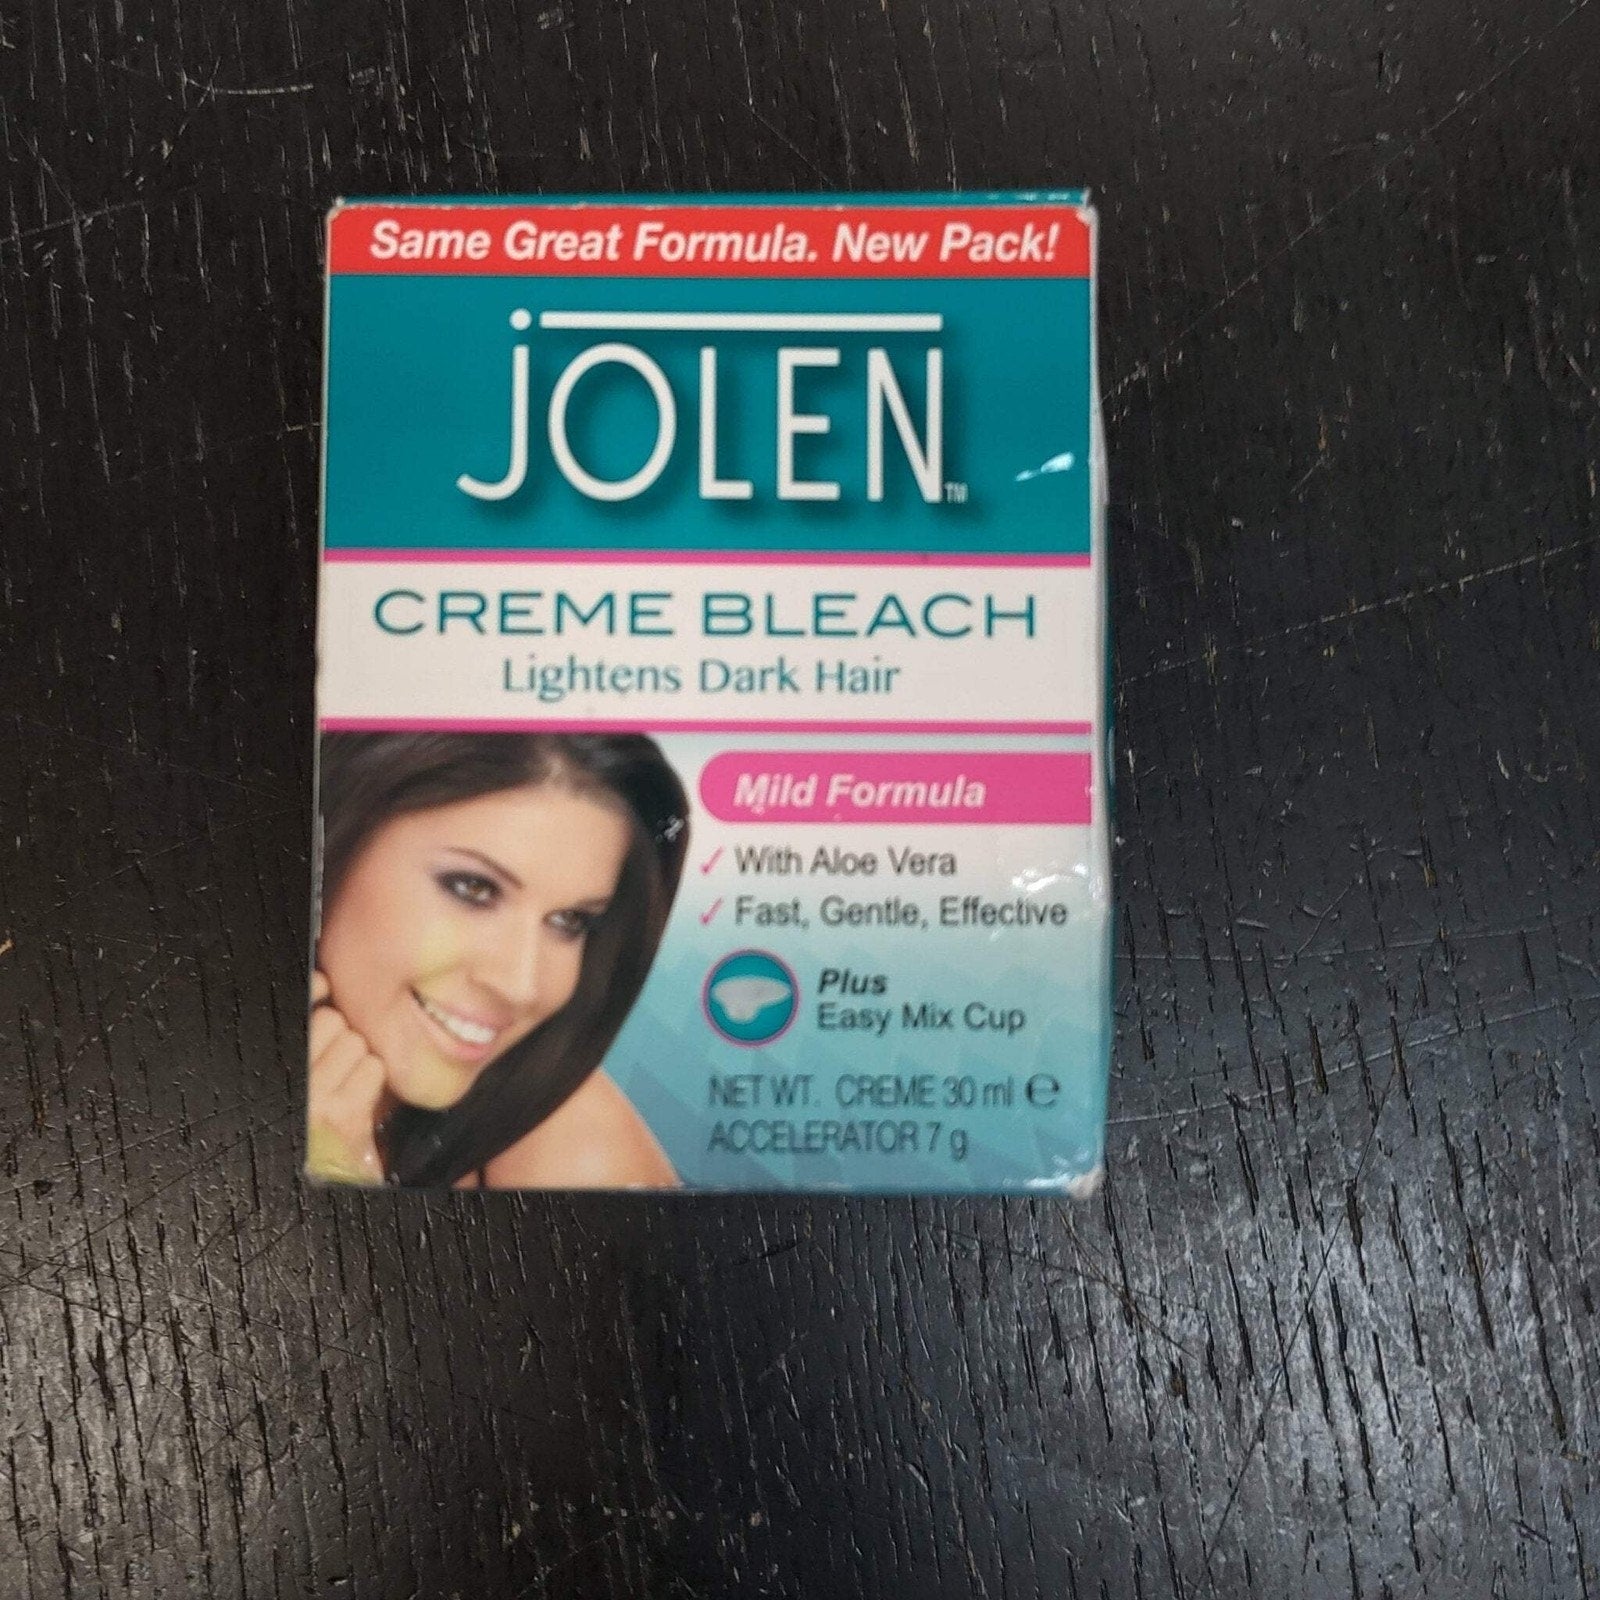 Same Great Formula. New Pack!
JOLEN™
CREME BLEACH
Lightens Dark Hair
Mild Formula
✓ With Aloe Vera
✓ Fast, Gentle, Effective
Plus
Easy Mix Cup
NET WT. CREME 30 ml ℮
ACCELERATOR 7 g